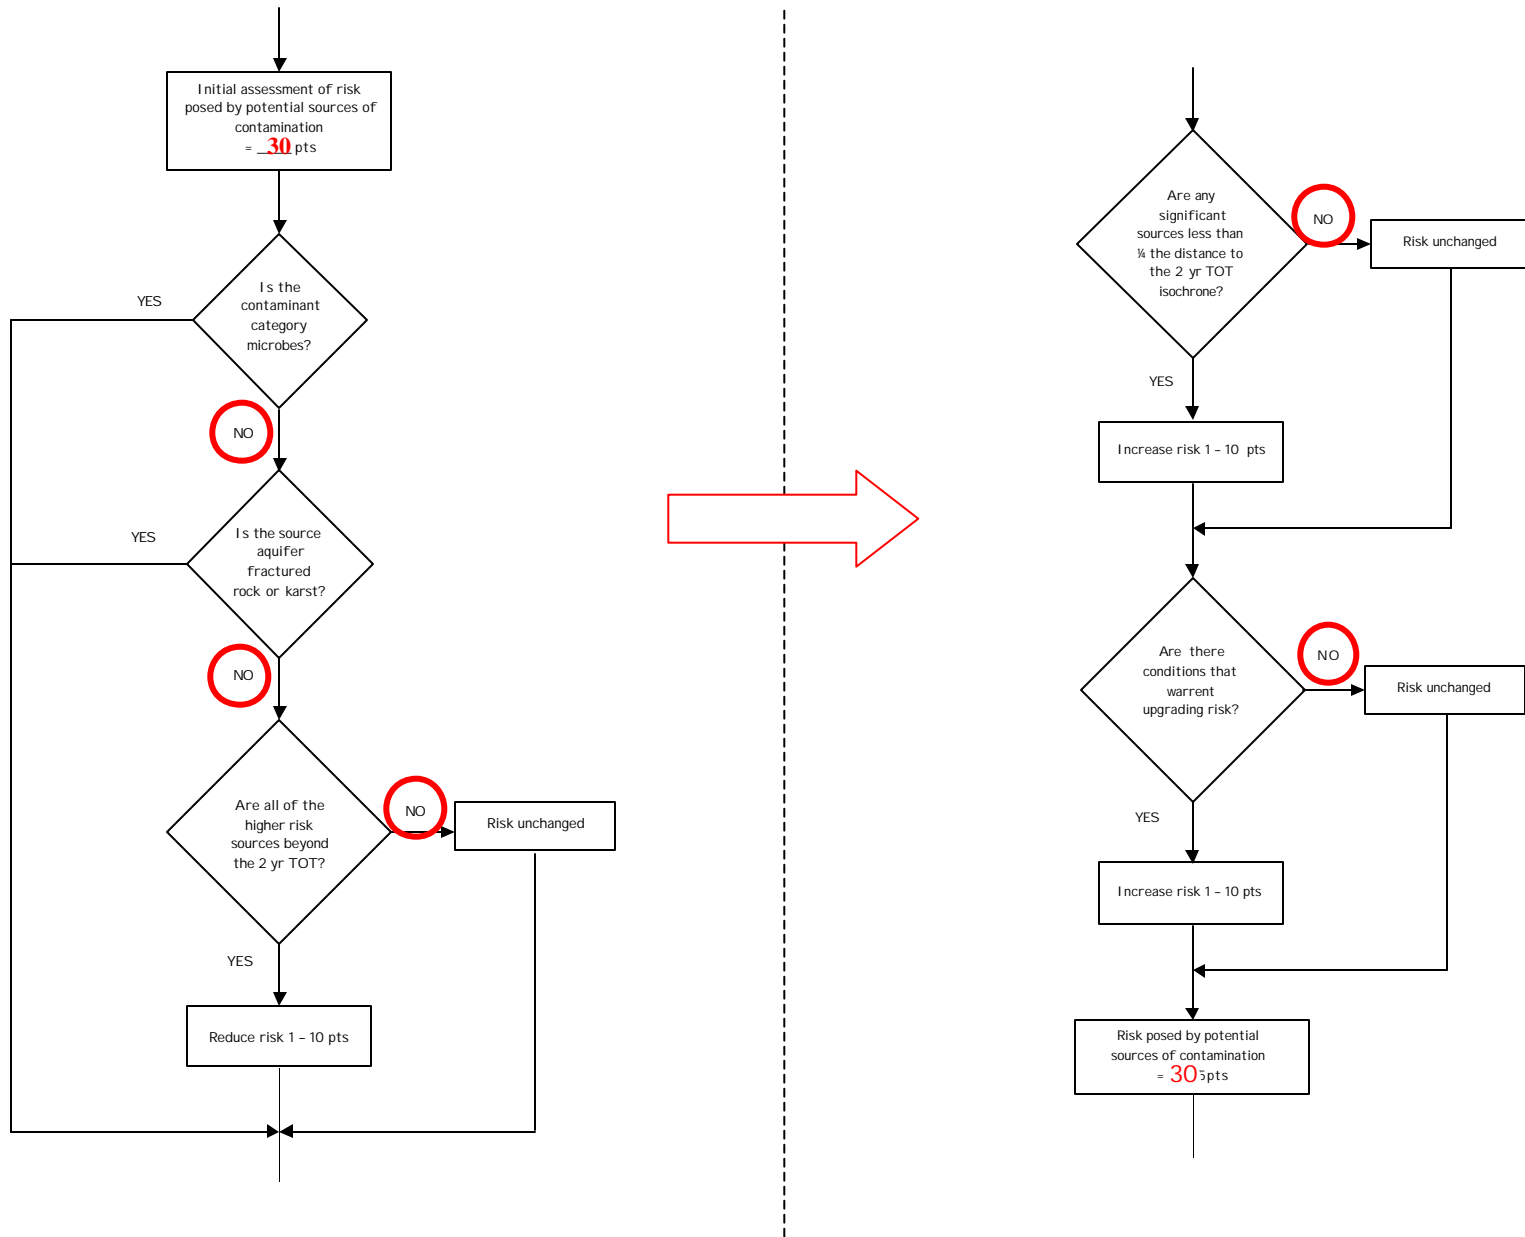 Initial assessment of risk
posed by potential sources of
contamination
= 30 pts
Is the
contaminant
category
microbes?
YES
NO
Is the source
aquifer
fractured
rock or karst?
YES
NO
Are all of the
higher risk
sources beyond
the 2 yr TOT?
NO
Risk unchanged
YES
Reduce risk 1 – 10 pts
Are any
significant
sources less than
¼ the distance to
the 2 yr TOT
isochrone?
NO
Risk unchanged
YES
Increase risk 1 – 10 pts
Are there
conditions that
warrent
upgrading risk?
NO
Risk unchanged
YES
Increase risk 1 – 10 pts
Risk posed by potential
sources of contamination
= 30 pts